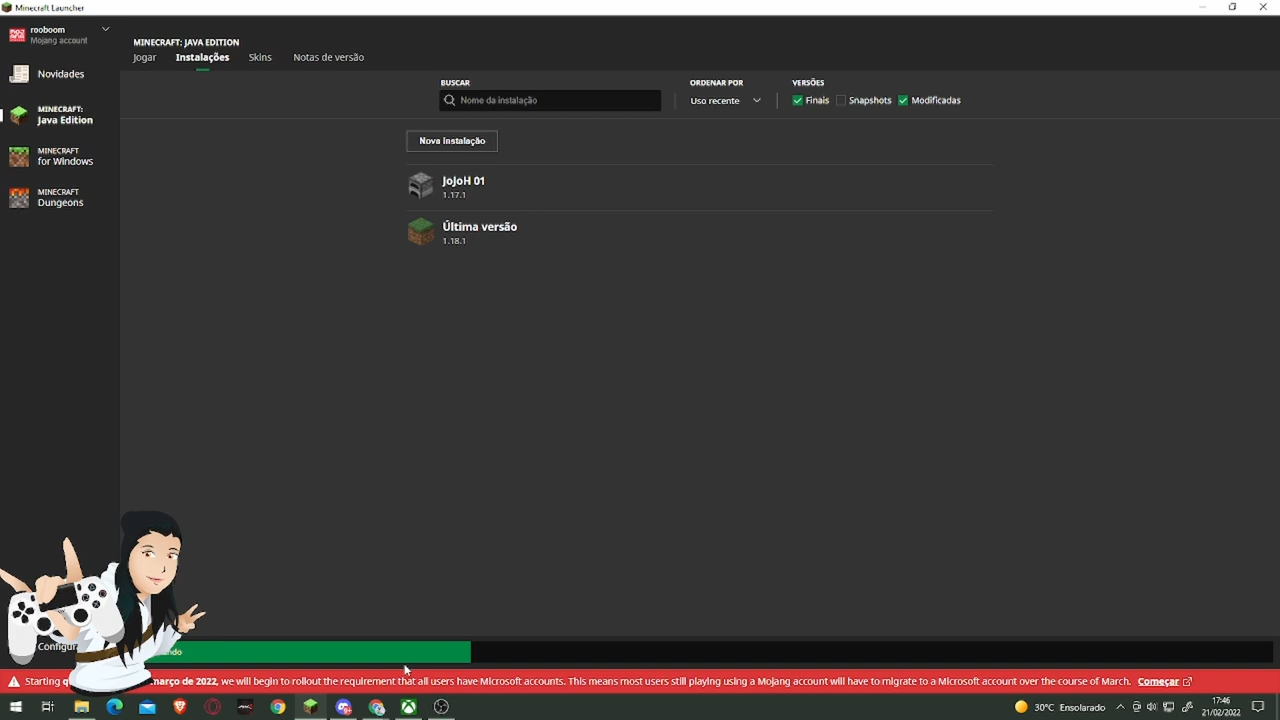 Minecraft Launcher
rooboom
Mojang account
Novidades
MINECRAFT:
Java Edition
MINECRAFT
for Windows
MINECRAFT
Dungeons
MINECRAFT: JAVA EDITION
Jogar Instalações Skins Notas de versão
BUSCAR
Nome da instalação
ORDENAR POR
Uso recente
VERSÕES
Finais Snapshots Modificadas
Nova instalação
JoJoH 01
1.17.1
Última versão
1.18.1
Starting março de 2022, we will begin to rollout the requirement that all users have Microsoft accounts. This means most users still playing using a Mojang account will have to migrate to a Microsoft account over the course of March. Começar
30°C Ensolarado
17:46
21/02/2022